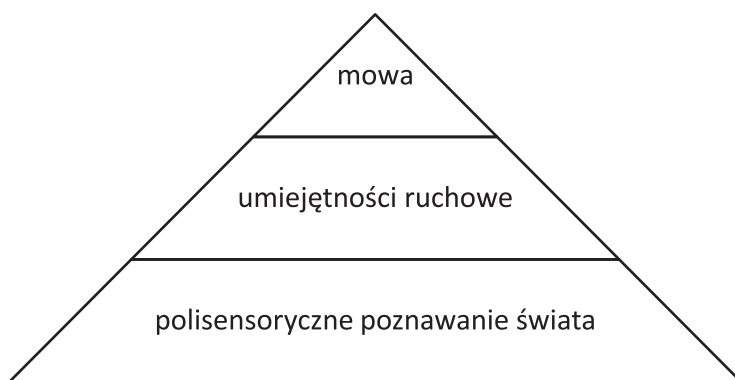 mowa
umiejętności ruchowe
polisensoryczne poznawanie świata